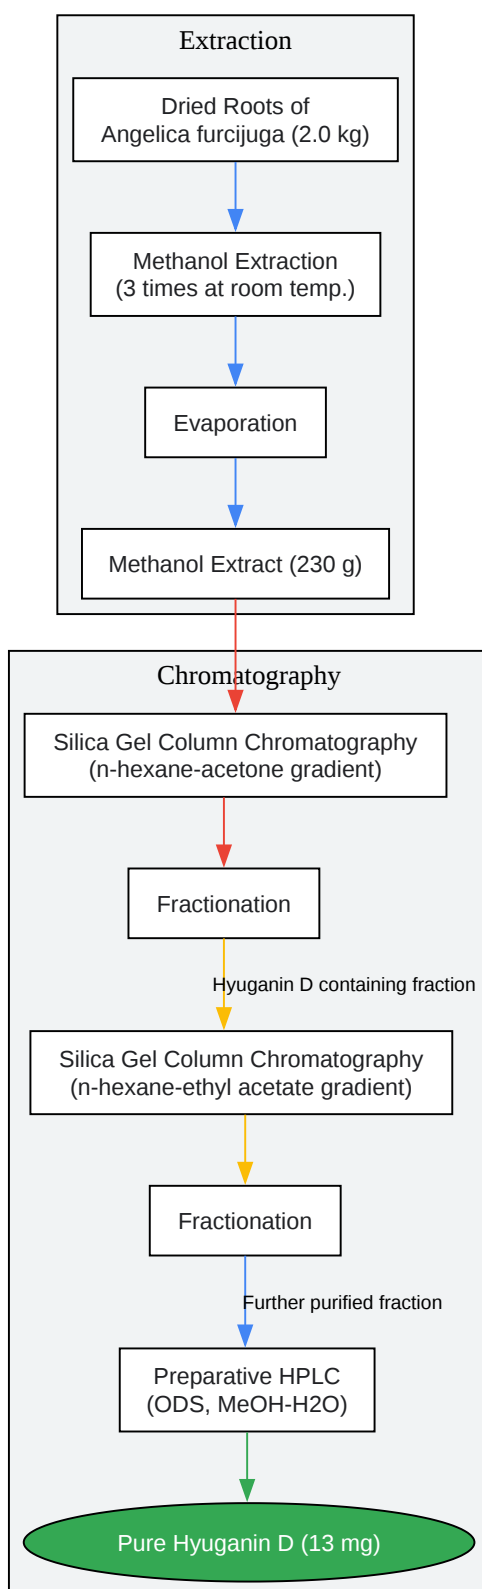 Extraction
Dried Roots of
Angelica furcijuga (2.0 kg)
Methanol Extraction
(3 times at room temp.)
Evaporation
Methanol Extract (230 g)
Chromatography
Silica Gel Column Chromatography
(n-hexane-acetone gradient)
Fractionation
Hyuganin D containing fraction
Silica Gel Column Chromatography
(n-hexane-ethyl acetate gradient)
Fractionation
Further purified fraction
Preparative HPLC
(ODS, MeOH-H2O)
Pure Hyuganin D (13 mg)